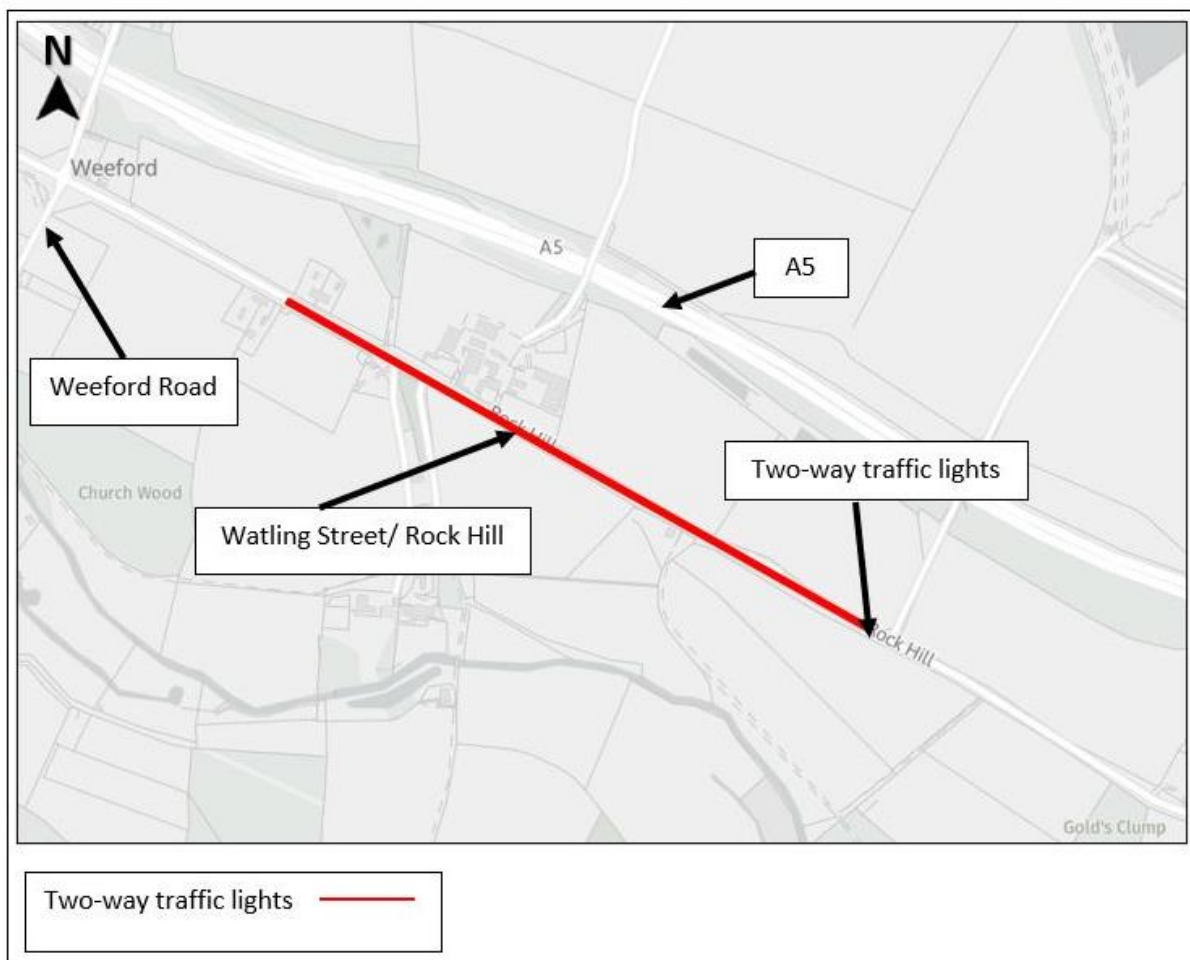 N
Weeford
A5
A5
Weeford Road
Rock Hill
Two-way traffic lights
Church Wood
Watling Street/ Rock Hill
Rock Hill
Gold's Clump
Two-way traffic lights